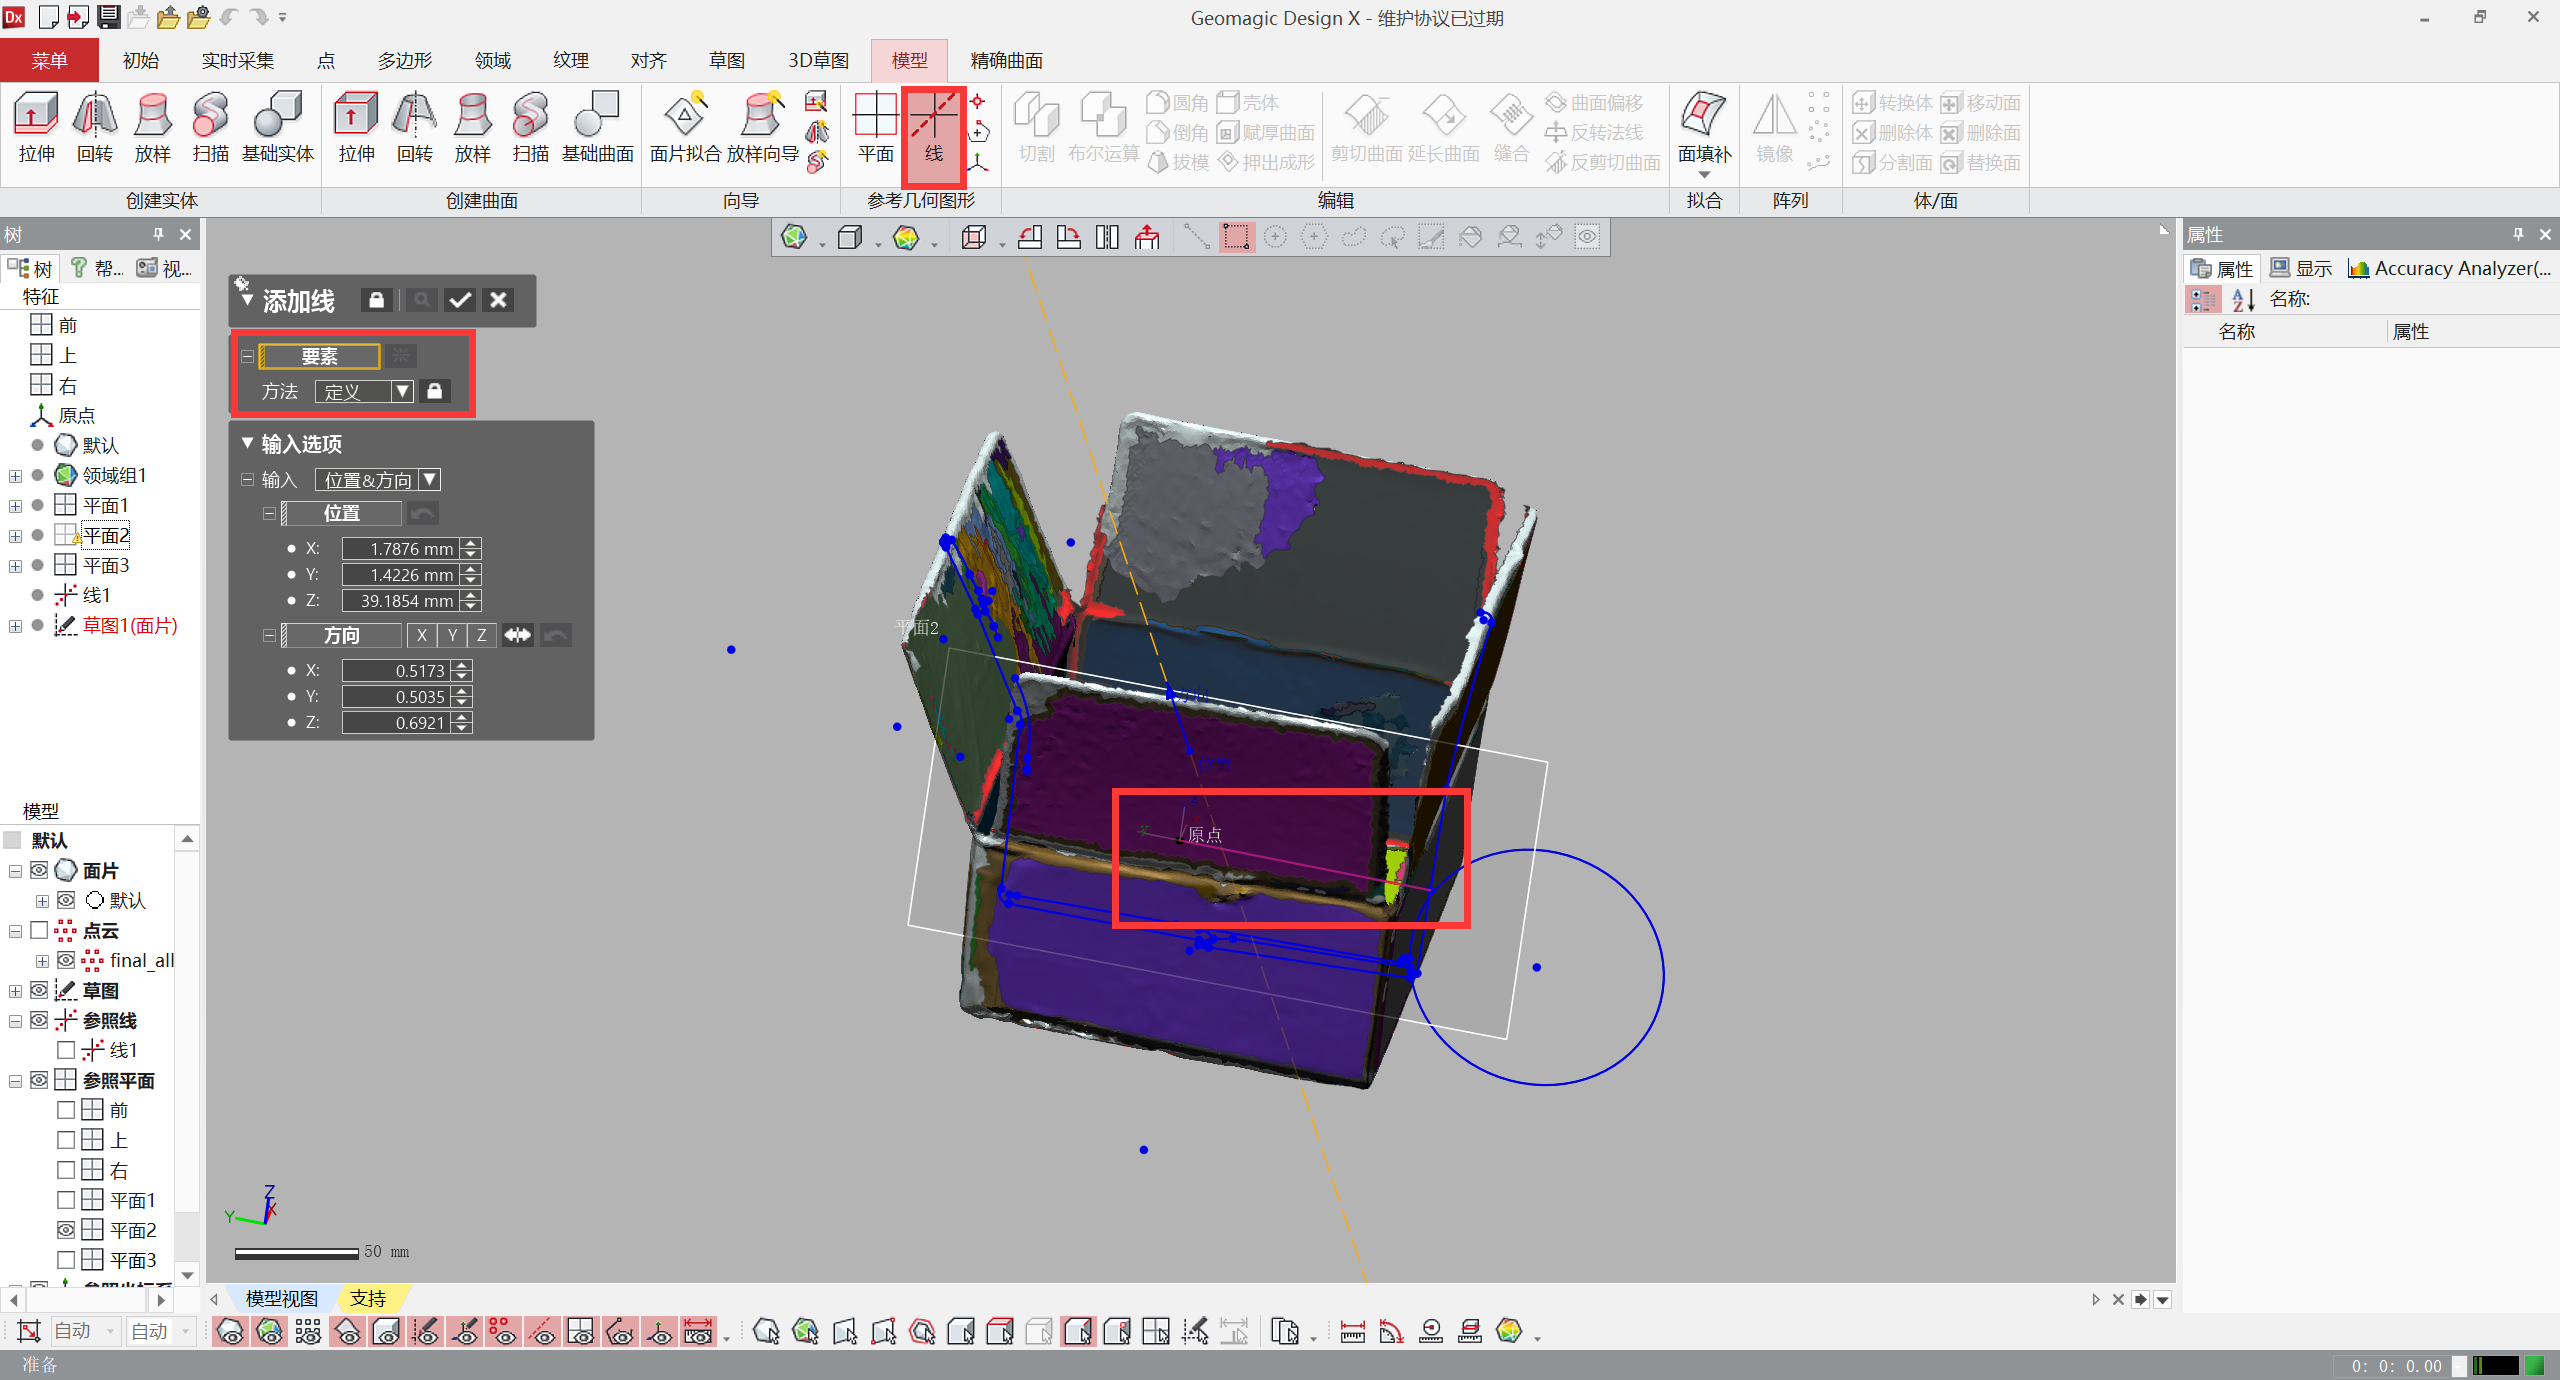 Geomagic Design X - 维护协议已过期
菜单 初始 实时采集 点 多边形 领域 纹理 对齐 草图 3D草图 模型 精确曲面
拉伸 回转 放样 扫描 基础实体 拉伸 回转 放样 扫描 基础曲面 面片拟合 放样向导 平面 线 切割 布尔运算 圆角 壳体 倒角 赋厚曲面 拔模 押出成形 剪切曲面 延长曲面 缝合 曲面偏移 反转法线 反剪切曲面 面填补 镜像 转换体 移动面 删除体 删除面 分割面 替换面
创建实体 创建曲面 向导 参考几何图形 编辑 拟合 阵列 体/面
树
树 帮... 视...
特征
前
上
右
原点
默认
领域组1
平面1
平面2
平面3
线1
草图1(面片)
模型
默认
面片
默认
点云
final_all
草图
参照线
线1
参照平面
前
上
右
平面1
平面2
平面3
添加线
要素
方法 定义
输入选项
输入 位置&方向
位置
X: 1.7876 mm
Y: 1.4226 mm
Z: 39.1854 mm
方向 X Y Z
X: 0.5173
Y: 0.5035
Z: 0.6921
平面2
原点
Z
Y X
50 mm
模型视图 支持
属性
属性 显示 Accuracy Analyzer(...
名称:
名称 属性
自动 自动
准备
0: 0: 0.00